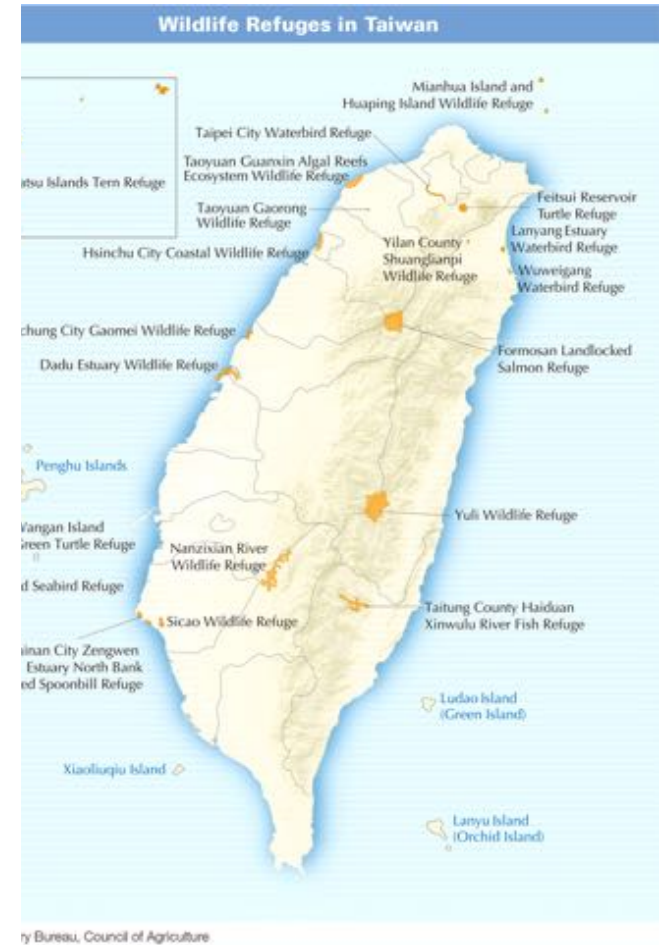 Wildlife Refuges in Taiwan
Mianhua Island and
Huaping Island Wildlife Refuge
Taipei City Waterbird Refuge
Taoyuan Guanxin Algal Reefs
Ecosystem Wildlife Refuge
atsu Islands Tern Refuge
Feitsui Reservoir
Turtle Refuge
Taoyuan Gaorong
Wildlife Refuge
Lanyang Estuary
Waterbird Refuge
Yilan County
Shuanglianpi
Wildlife Refuge
Hsinchu City Coastal Wildlife Refuge
Wuweigang
Waterbird Refuge
chung City Gaomei Wildlife Refuge
Formosan Landlocked
Salmon Refuge
Dadu Estuary Wildlife Refuge
Penghu Islands
Yuli Wildlife Refuge
Wangan Island
Green Turtle Refuge
Nanzixian River
Wildlife Refuge
d Seabird Refuge
Taitung County Haiduan
Xinwulu River Fish Refuge
Sicao Wildlife Refuge
inan City Zengwen
Estuary North Bank
ed Spoonbill Refuge
Ludao Island
(Green Island)
Xiaoliuqiu Island
Lanyu Island
(Orchid Island)
ry Bureau, Council of Agriculture